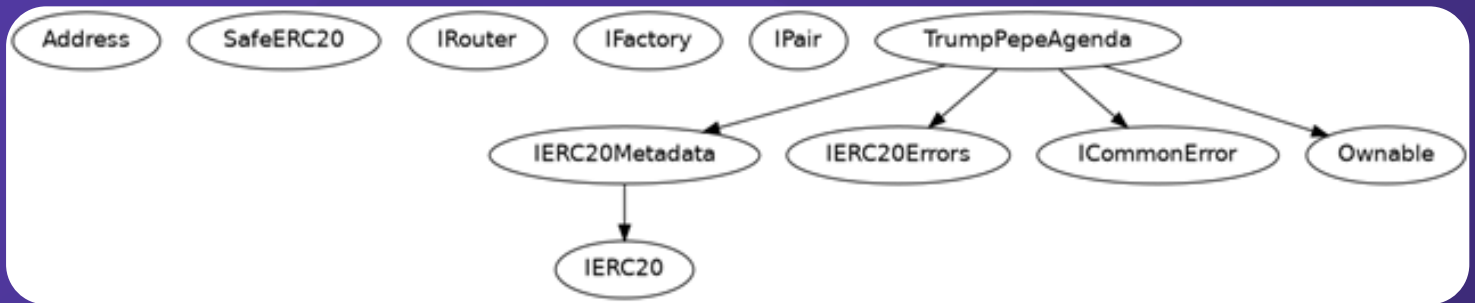 Address SafeERC20 IRouter IFactory IPair TrumpPepeAgenda
IERC20Metadata IERC20Errors ICommonError Ownable
IERC20